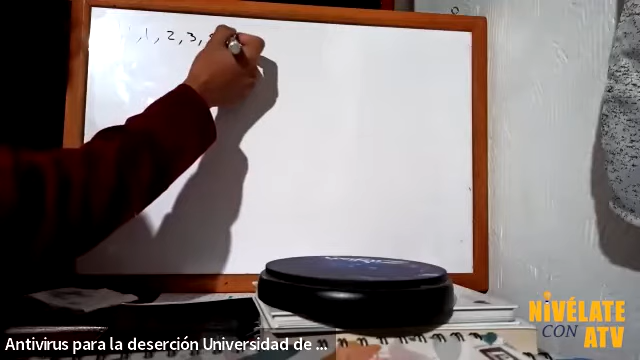 ,1, 2, 3,
NiVÉLATE
CON
ATV
Antivirus para la deserción Universidad de ...